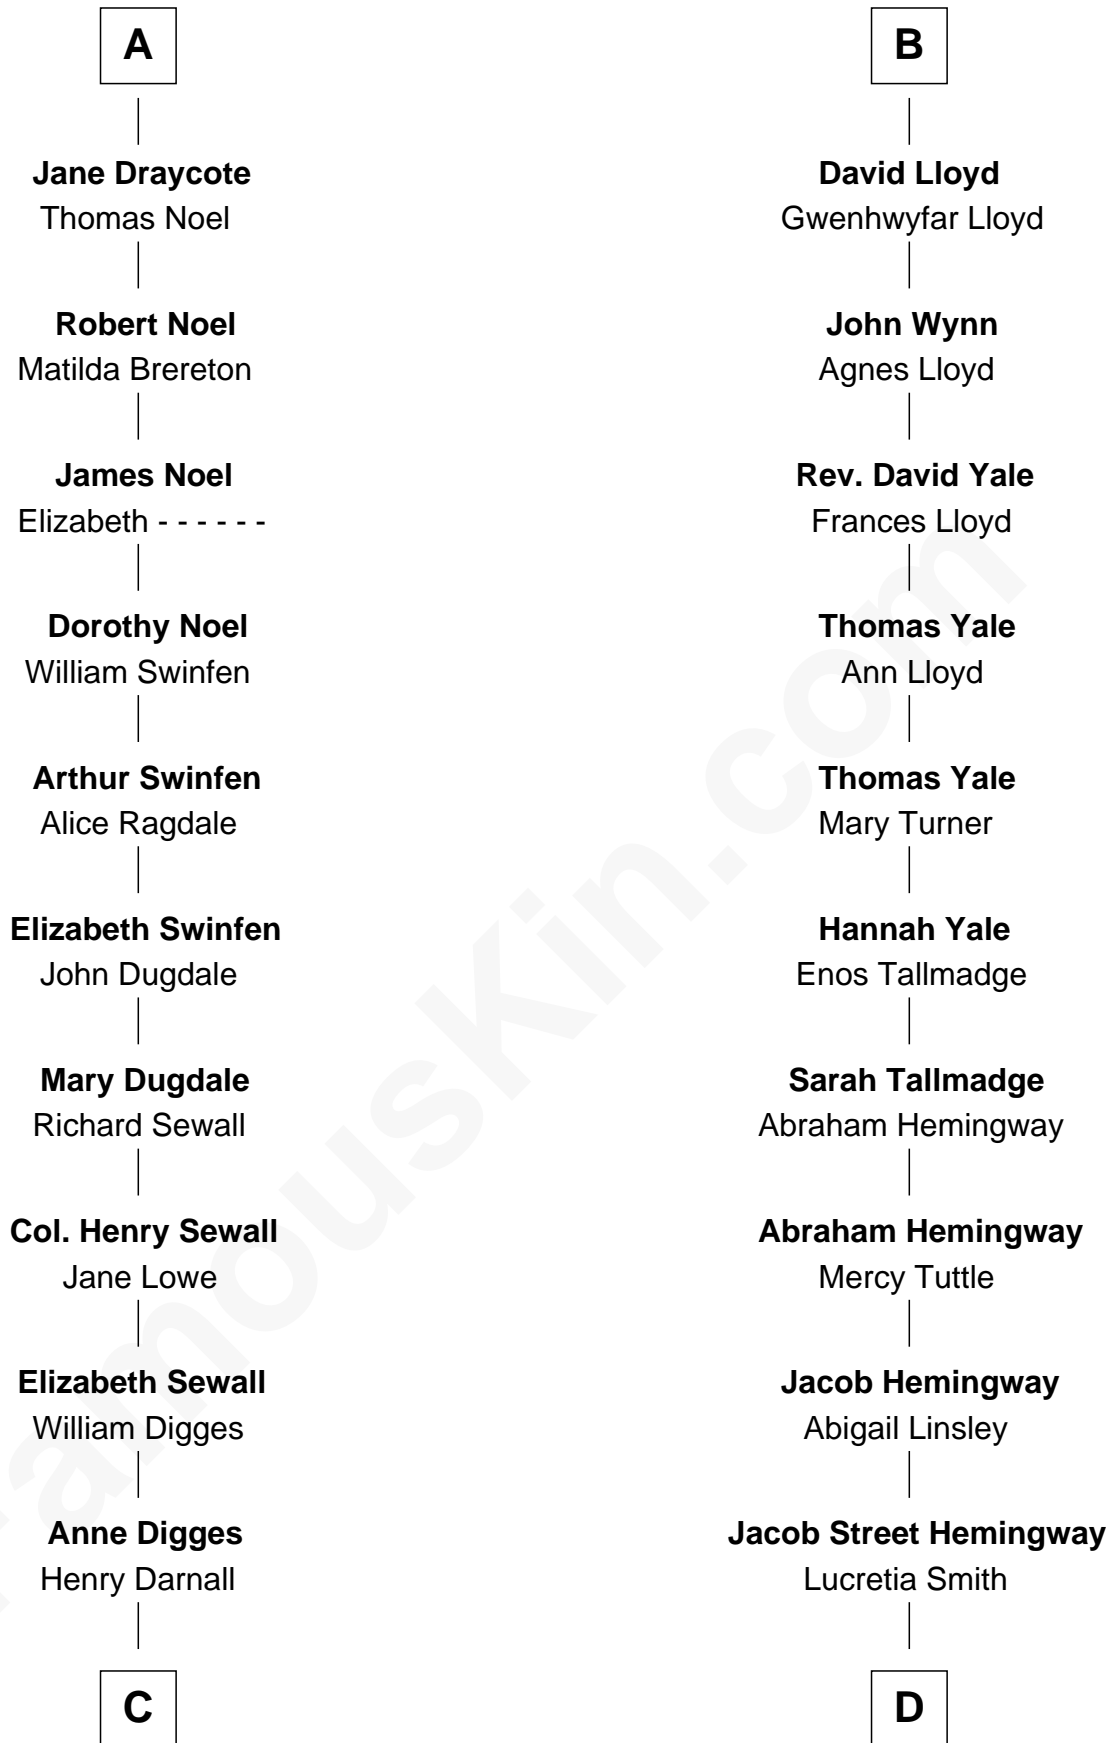 A
Jane Draycote
Thomas Noel
Robert Noel
Matilda Brereton
James Noel
Elizabeth - - - - - -
Dorothy Noel
William Swinfen
Arthur Swinfen
Alice Ragdale
Elizabeth Swinfen
John Dugdale
Mary Dugdale
Richard Sewall
Col. Henry Sewall
Jane Lowe
Elizabeth Sewall
William Digges
Anne Digges
Henry Darnall
C
B
David Lloyd
Gwenhwyfar Lloyd
John Wynn
Agnes Lloyd
Rev. David Yale
Frances Lloyd
Thomas Yale
Ann Lloyd
Thomas Yale
Mary Turner
Hannah Yale
Enos Tallmadge
Sarah Tallmadge
Abraham Hemingway
Abraham Hemingway
Mercy Tuttle
Jacob Hemingway
Abigail Linsley
Jacob Street Hemingway
Lucretia Smith
D
FamousKin.com